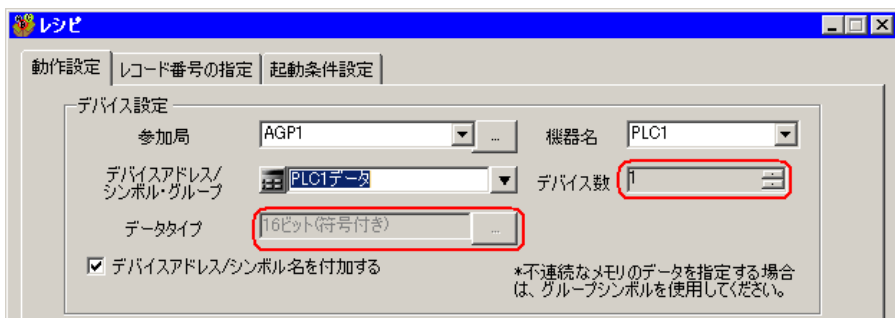 レシピ
動作設定 レコード番号の指定 起動条件設定
デバイス設定
参加局 AGP1 ... 機器名 PLC1
デバイスアドレス/
シンボル・グループ PLC1データ デバイス数 1
データタイプ 16ビット(符号付き) ...
デバイスアドレス/シンボル名を付加する
*不連続なメモリのデータを指定する場合
は、グループシンボルを使用してください。